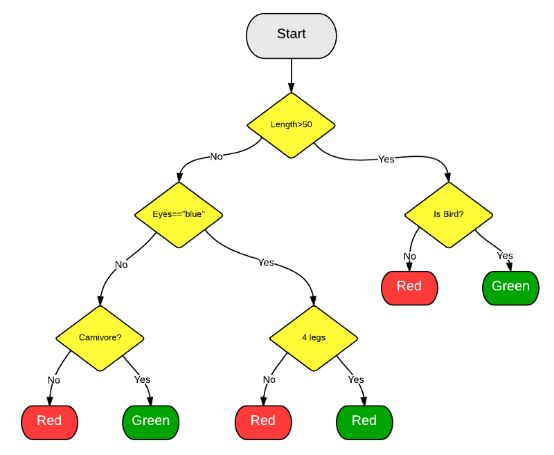 Start
Length>50
No
Yes
Eyes=="blue"
Is Bird?
No
Yes
No
Yes
Red
Green
Carnivore?
4 legs
No
Yes
No
Yes
Red
Green
Red
Red